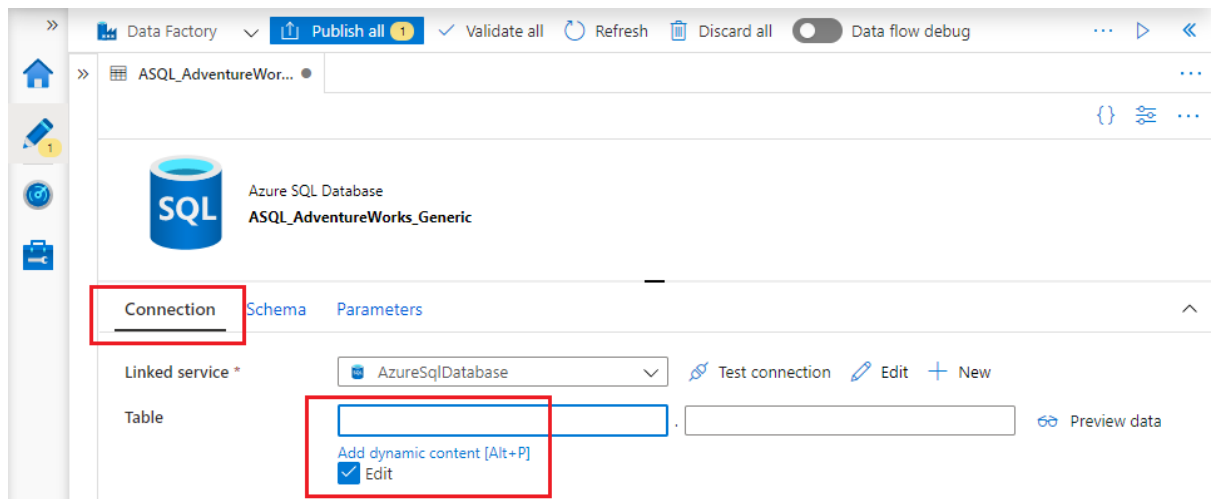 Data Factory Publish all 1 Validate all Refresh Discard all Data flow debug
ASQL_AdventureWor...
1
{}
SQL
Azure SQL Database
ASQL_AdventureWorks_Generic
Connection Schema Parameters
Linked service * AzureSqlDatabase Test connection Edit New
Table . Preview data
Add dynamic content [Alt+P]
Edit